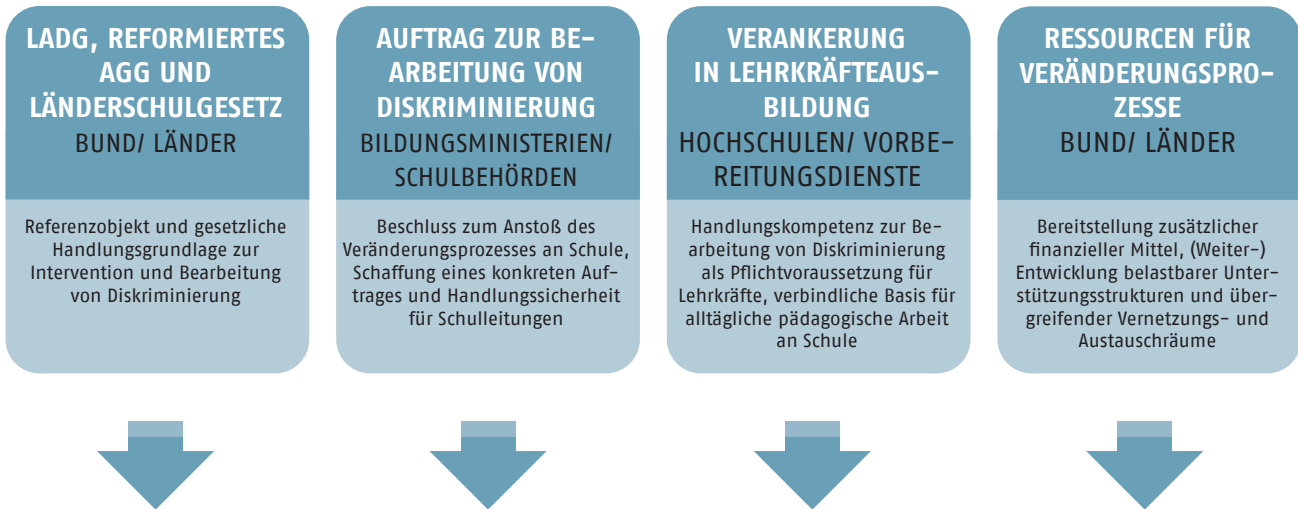 LADG, REFORMIERTES
AGG UND
LÄNDERSCHULGESETZ
BUND/ LÄNDER
Referenzobjekt und gesetzliche
Handlungsgrundlage zur
Intervention und Bearbeitung
von Diskriminierung
AUFTRAG ZUR BE-
ARBEITUNG VON
DISKRIMINIERUNG
BILDUNGSMINISTERIEN/
SCHULBEHÖRDEN
Beschluss zum Anstoß des
Veränderungsprozesses an Schule,
Schaffung eines konkreten Auf-
trages und Handlungssicherheit
für Schulleitungen
VERANKERUNG
IN LEHRKRÄFTEAUS-
BILDUNG
HOCHSCHULEN/ VORBE-
REITUNGSDIENSTE
Handlungskompetenz zur Be-
arbeitung von Diskriminierung
als Pflichtvoraussetzung für
Lehrkräfte, verbindliche Basis für
alltägliche pädagogische Arbeit
an Schule
RESSOURCEN FÜR
VERÄNDERUNGSPRO-
ZESSE
BUND/ LÄNDER
Bereitstellung zusätzlicher
finanzieller Mittel, (Weiter-)
Entwicklung belastbarer Unter-
stützungsstrukturen und über-
greifender Vernetzungs- und
Austauschräume